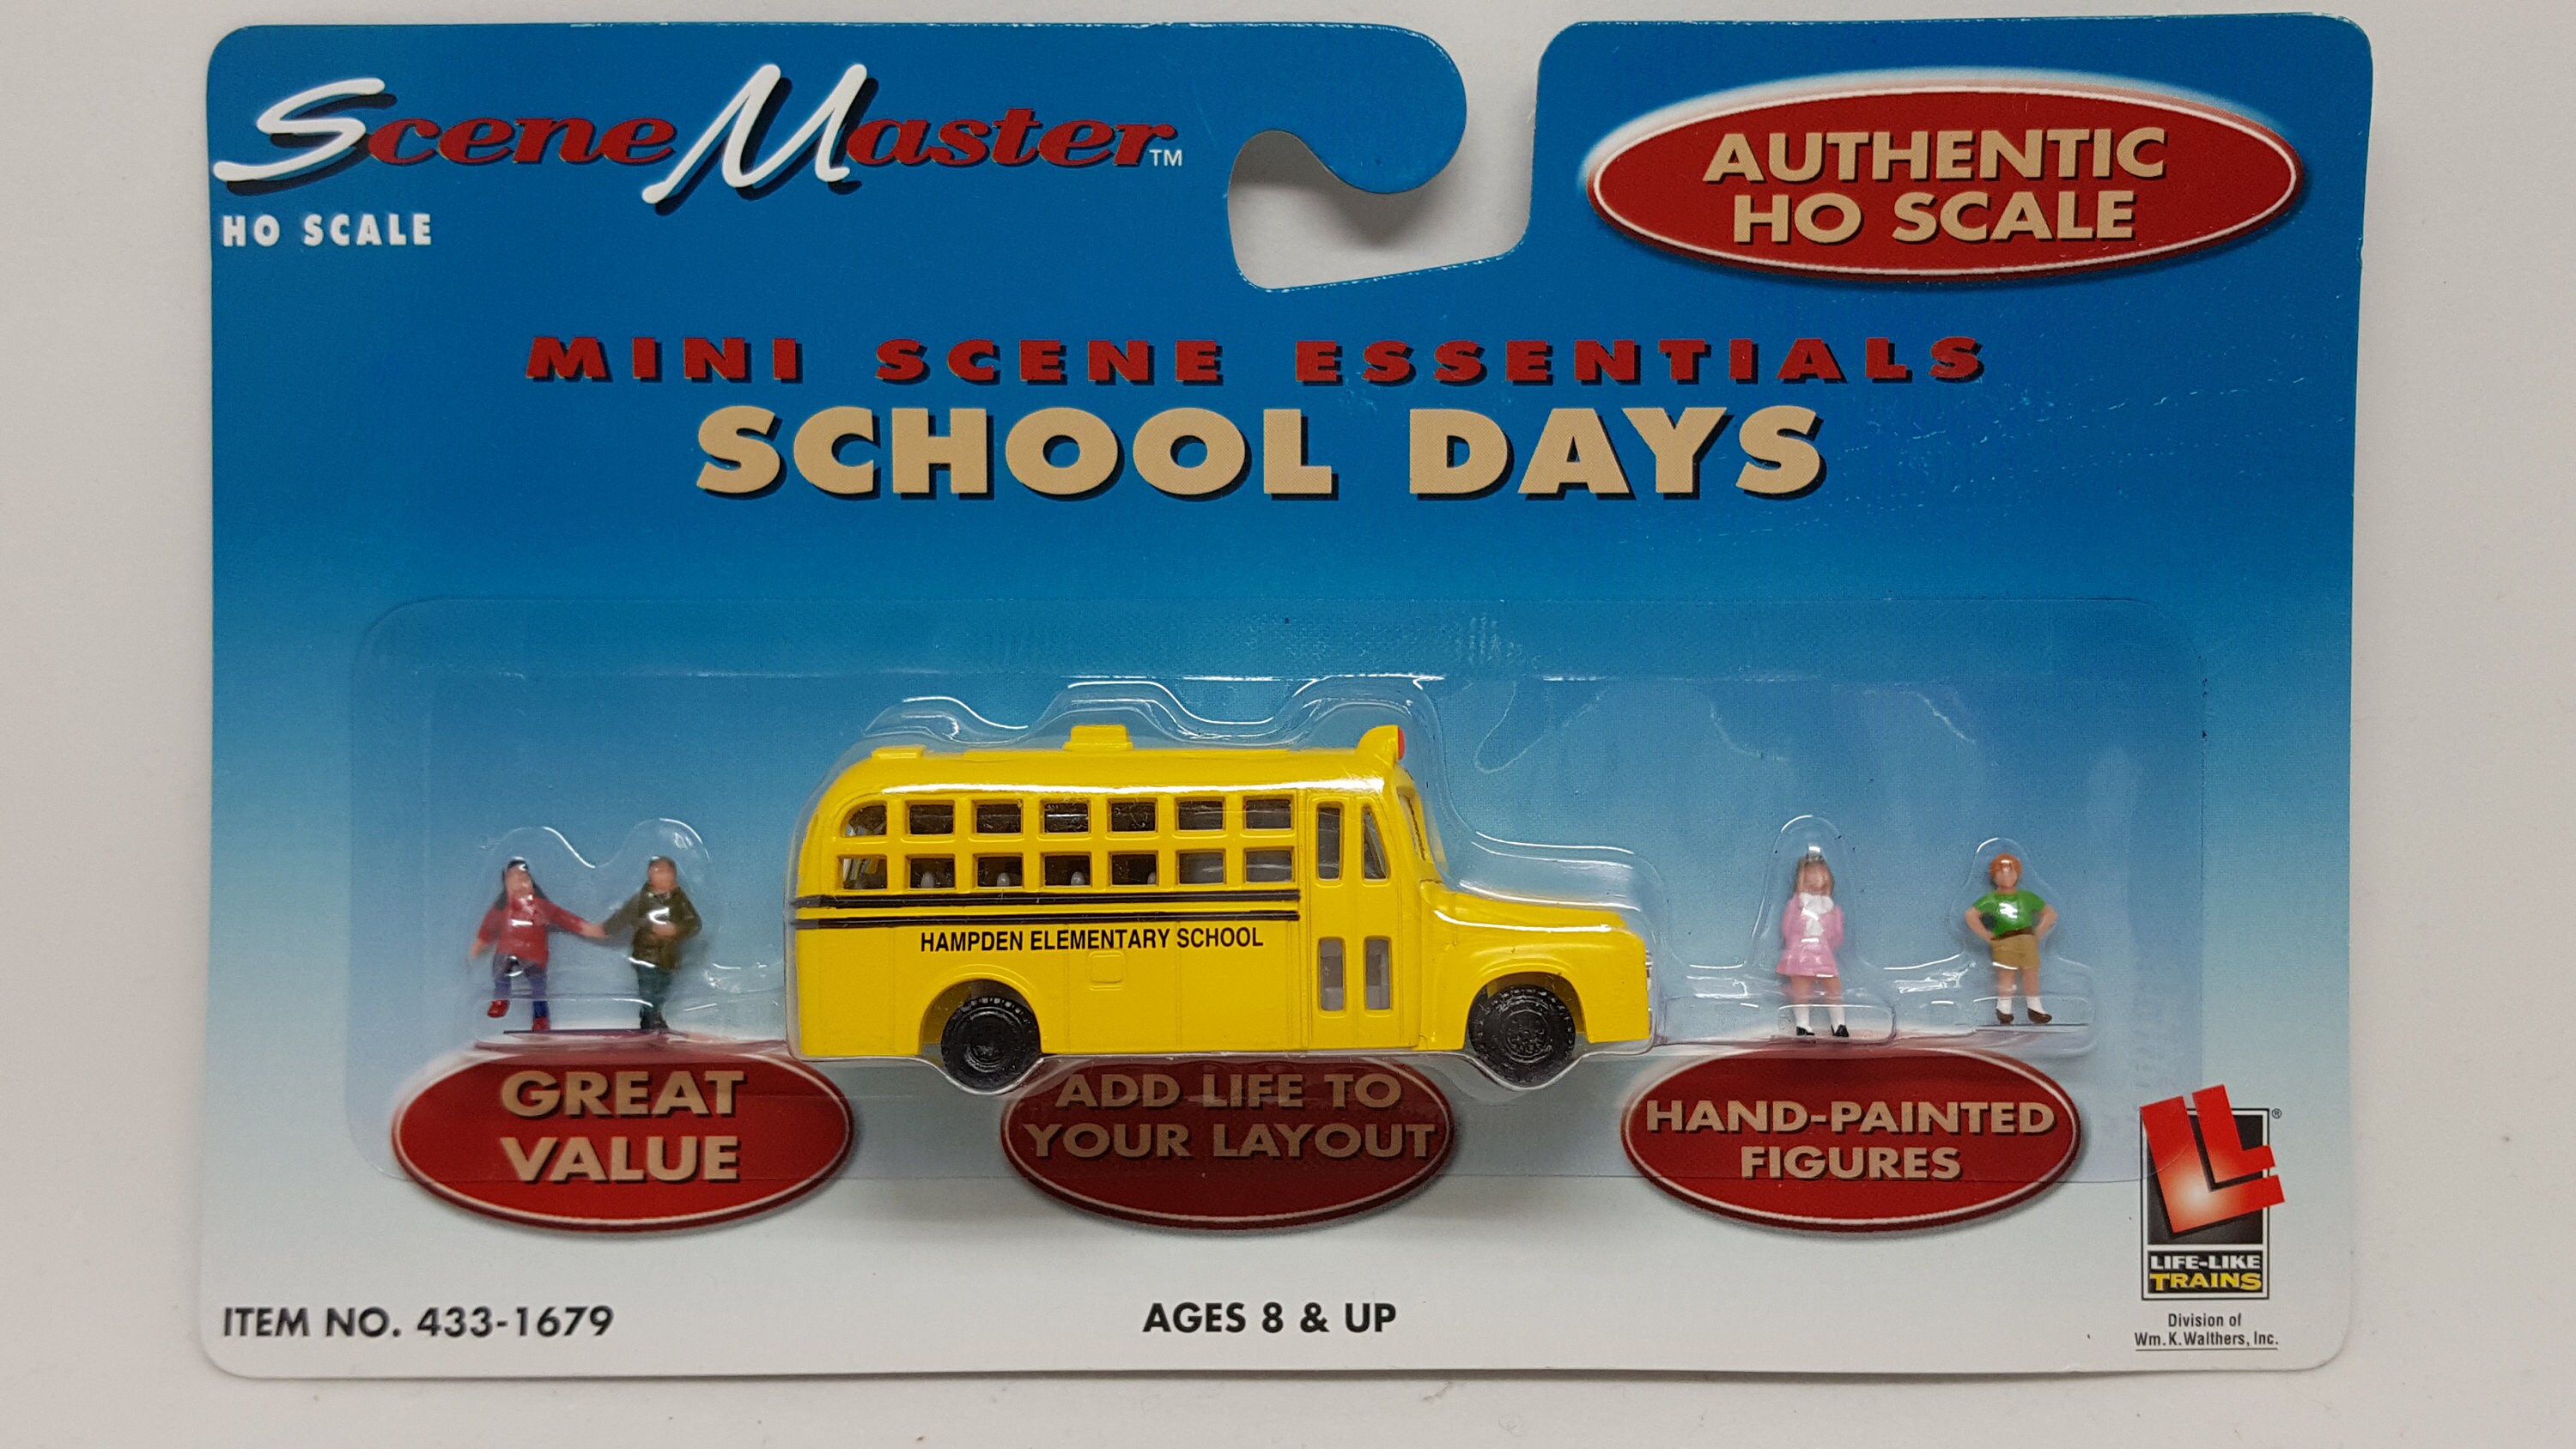 SceneMaster™
HO SCALE
AUTHENTIC
HO SCALE
MINI SCENE ESSENTIALS
SCHOOL DAYS
HAMPDEN ELEMENTARY SCHOOL
GREAT
VALUE
ADD LIFE TO
YOUR LAYOUT
HAND-PAINTED
FIGURES
LL®
LIFE-LIKE
TRAINS
Division of
Wm. K. Walthers, Inc.
ITEM NO. 433-1679
AGES 8 & UP